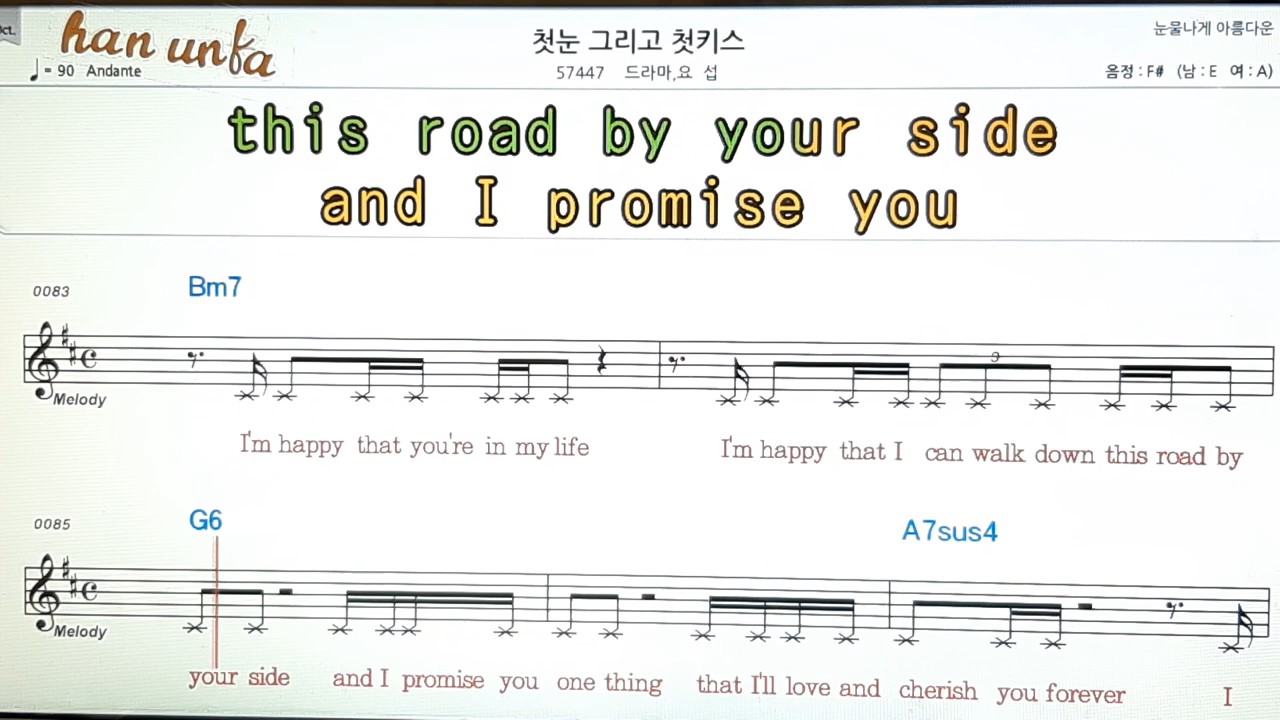 han unfa
첫눈 그리고 첫키스
눈물나게 아름다운
= 90 Andante
57447 드라마,요 섭
음정 : F# (남 : E 여 : A)
this road by your side
and I promise you
0083
Bm7
3
Melody
I'm happy that you're in my life I'm happy that I can walk down this road by
0085
G6
A7sus4
Melody
your side and I promise you one thing that I'll love and cherish you forever I